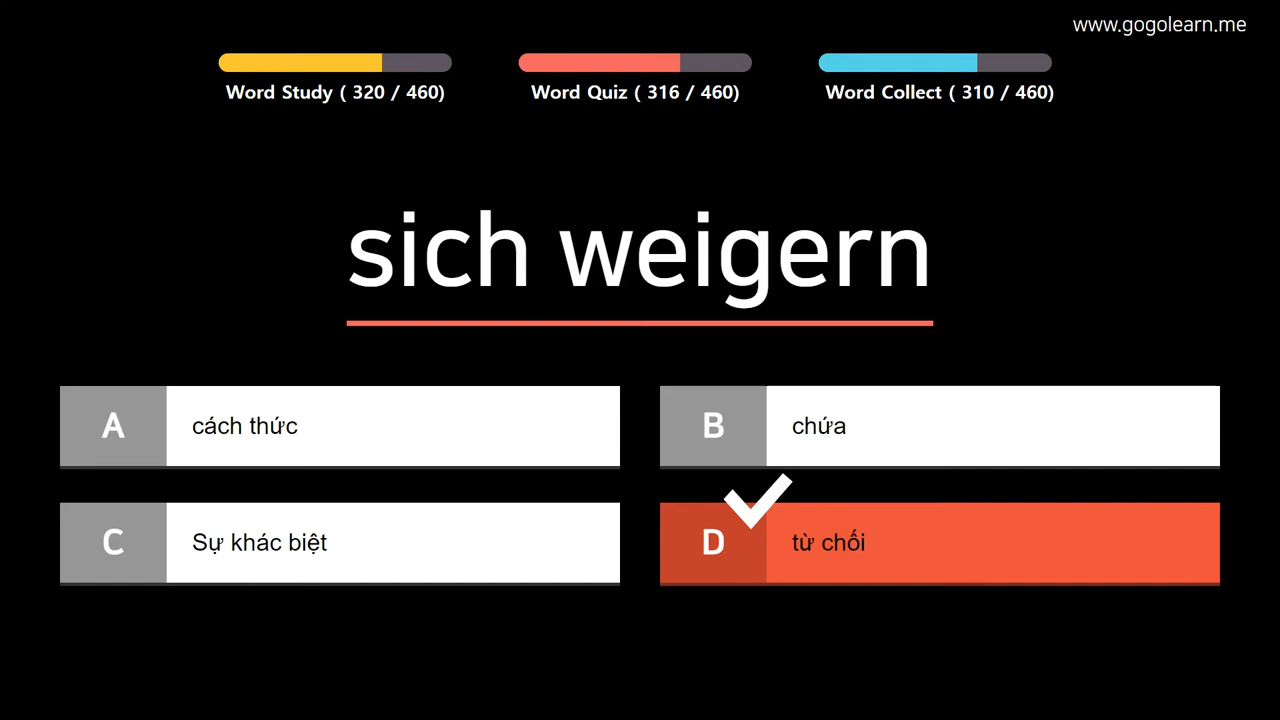 www.gogolearn.me
Word Study ( 320 / 460)
Word Quiz ( 316 / 460)
Word Collect ( 310 / 460)
sich weigern
A cách thức
B chứa
C Sự khác biệt
D từ chối